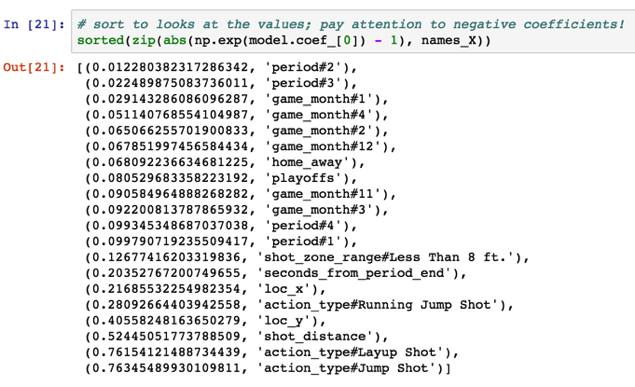 In [21]: # sort to looks at the values; pay attention to negative coefficients!
sorted(zip(abs(np.exp(model.coef_[0]) - 1), names_X))
Out[21]: [(0.012280382317286342, 'period#2'),
(0.022489875083736011, 'period#3'),
(0.029143286086096287, 'game_month#1'),
(0.051140768554104987, 'game_month#4'),
(0.065066255701900833, 'game_month#2'),
(0.067851997456584434, 'game_month#12'),
(0.068092236634681225, 'home_away'),
(0.080529683358223192, 'playoffs'),
(0.090584964888268282, 'game_month#11'),
(0.092200813787865932, 'game_month#3'),
(0.099345348687037038, 'period#4'),
(0.099790719235509417, 'period#1'),
(0.12677416203319836, 'shot_zone_range#Less Than 8 ft.'),
(0.20352767200749655, 'seconds_from_period_end'),
(0.21685532254982354, 'loc_x'),
(0.28092664403942558, 'action_type#Running Jump Shot'),
(0.40558248163650279, 'loc_y'),
(0.52445051773788509, 'shot_distance'),
(0.76154121488734439, 'action_type#Layup Shot'),
(0.76345489930109811, 'action_type#Jump Shot')]